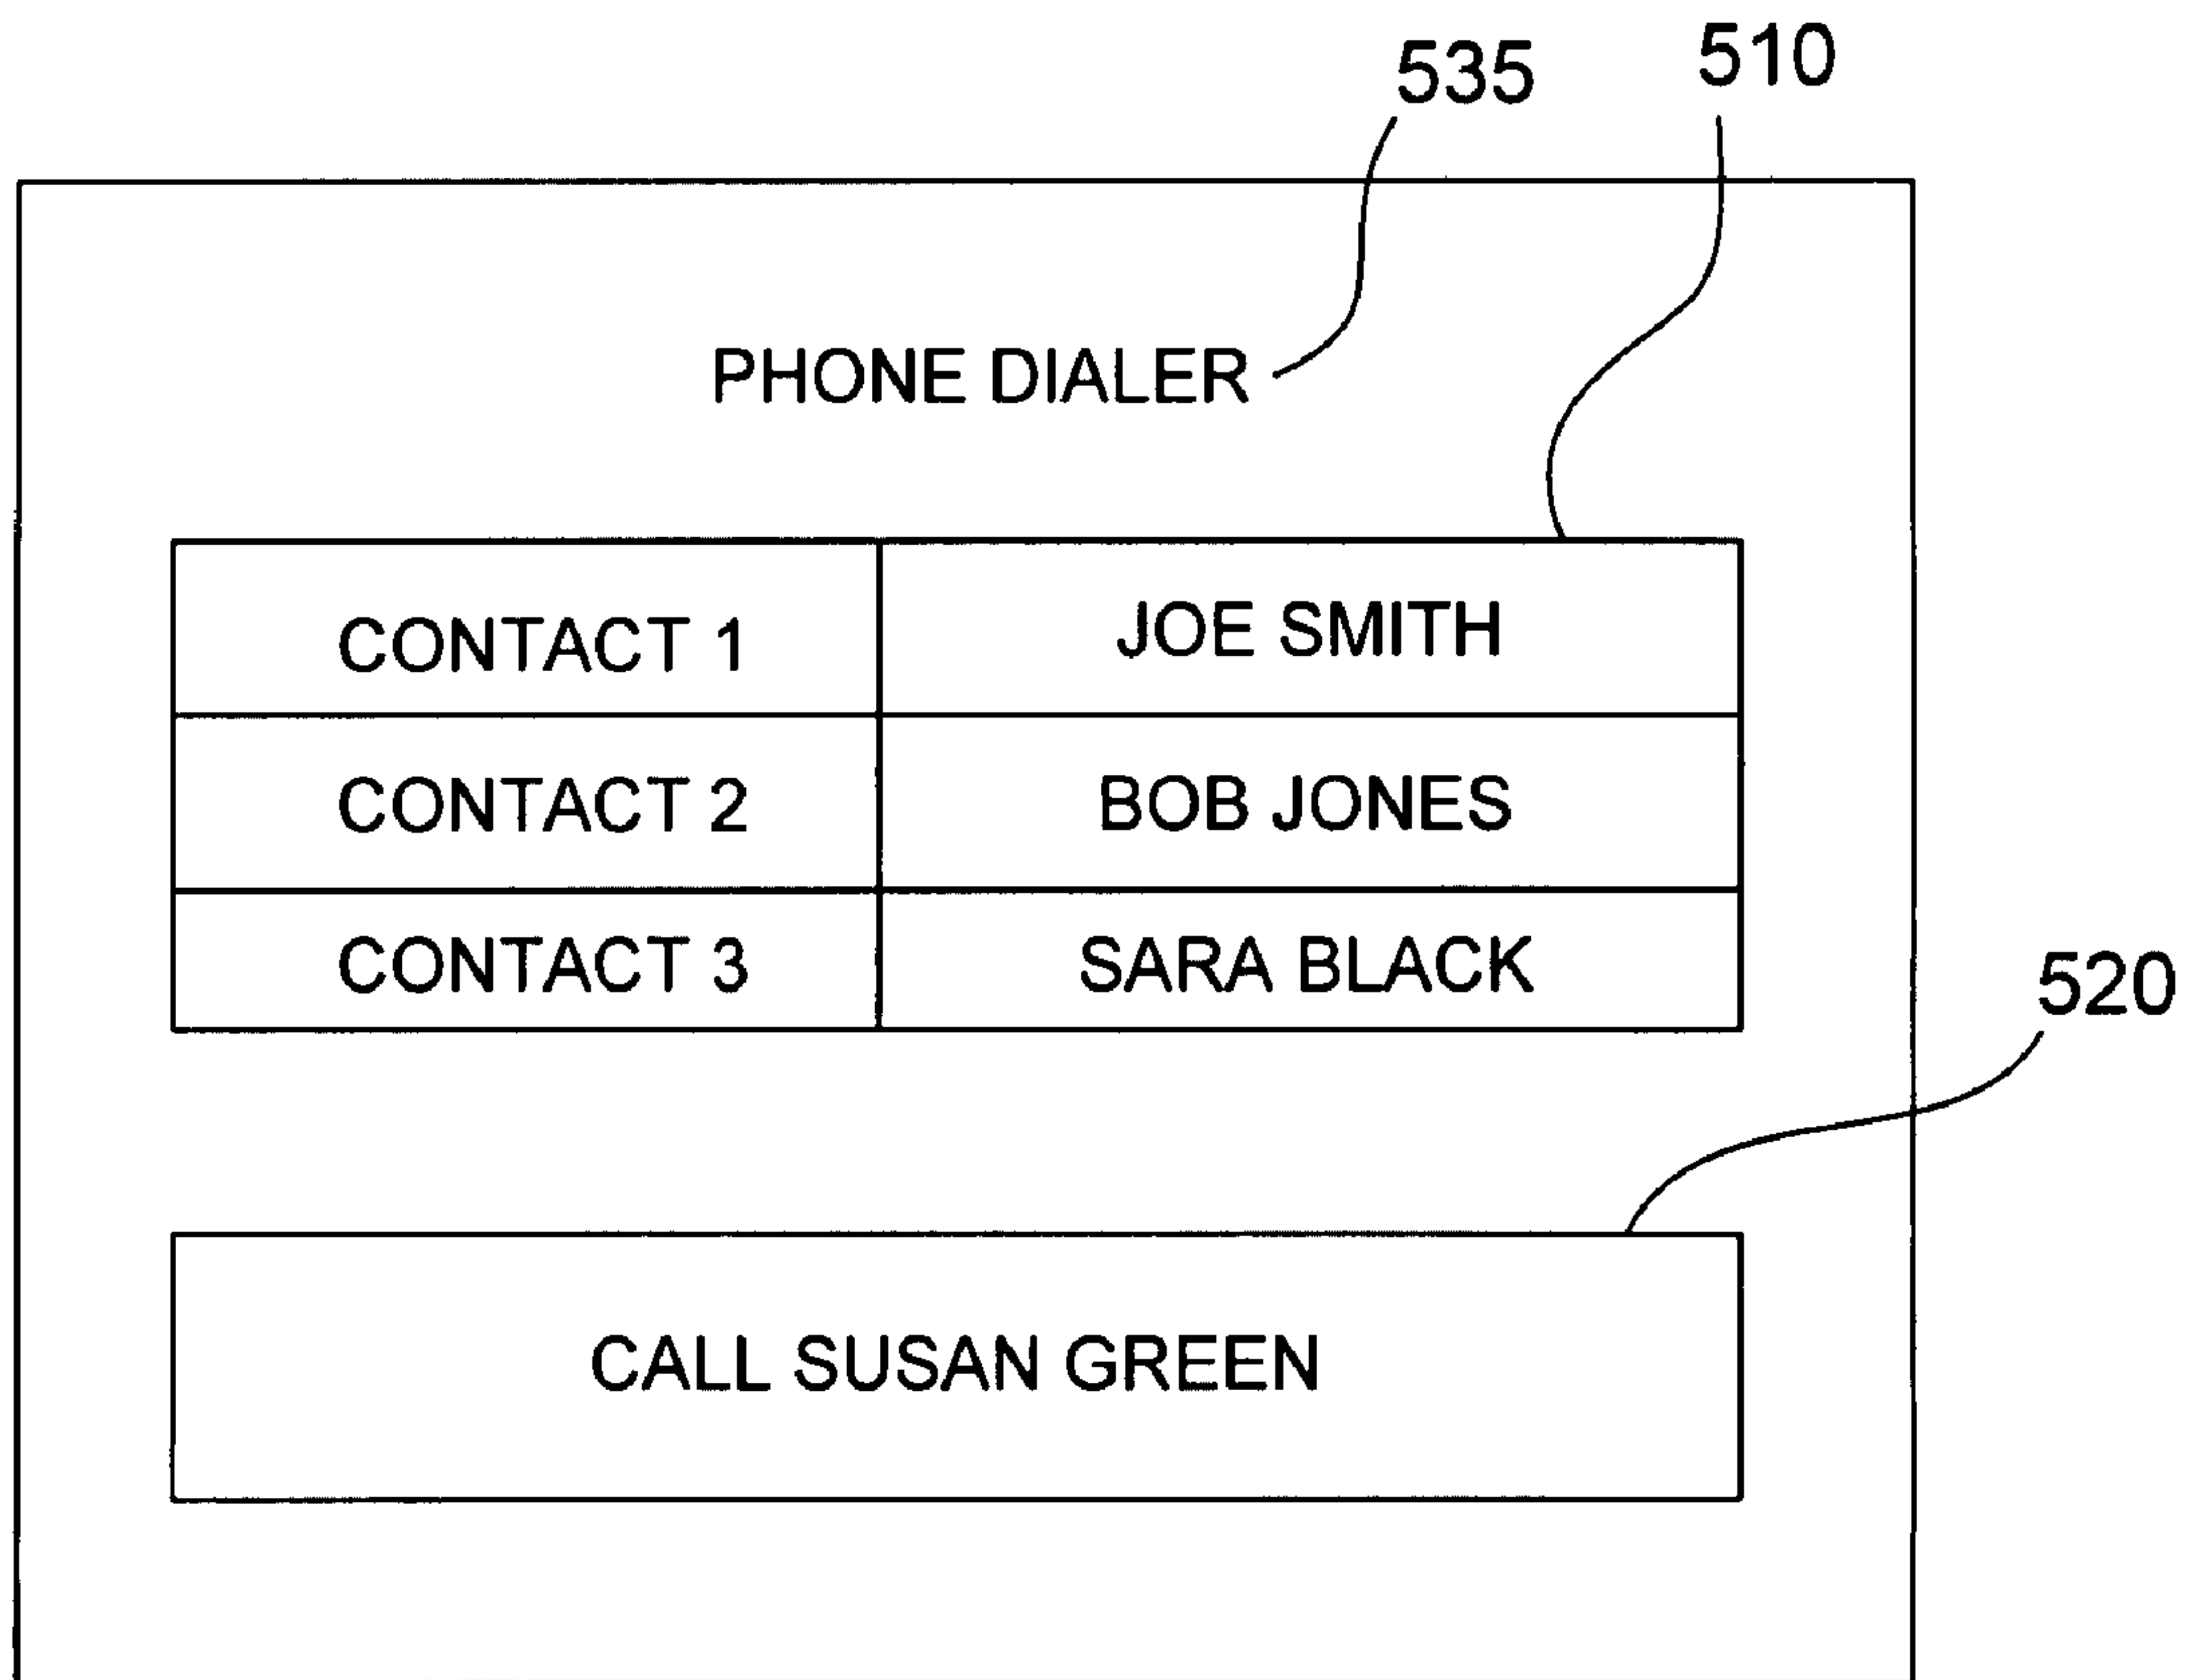 535 510
PHONE DIALER
CONTACT 1 JOE SMITH
CONTACT 2 BOB JONES
CONTACT 3 SARA BLACK
520
CALL SUSAN GREEN